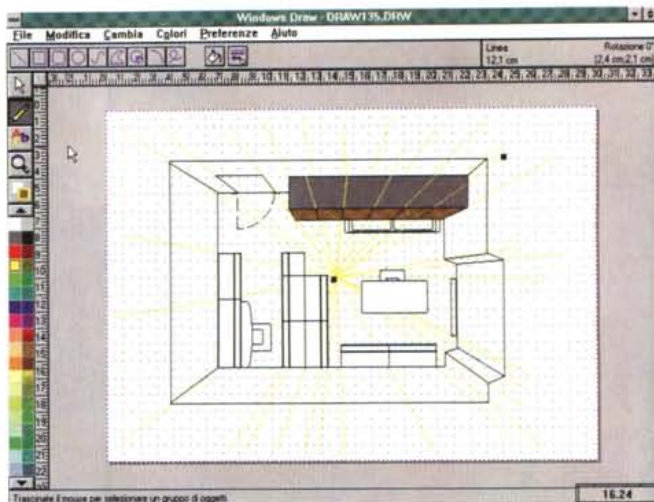 Windows Draw - DRAW135.DRW
File Modifica Cambia Colori Preferenze Aiuto
Linea
12,1 cm
Rotazione 0°
(2,4 cm;2,1 cm)
Ab
Trascinate il mouse per selezionare un gruppo di oggetti
16.24